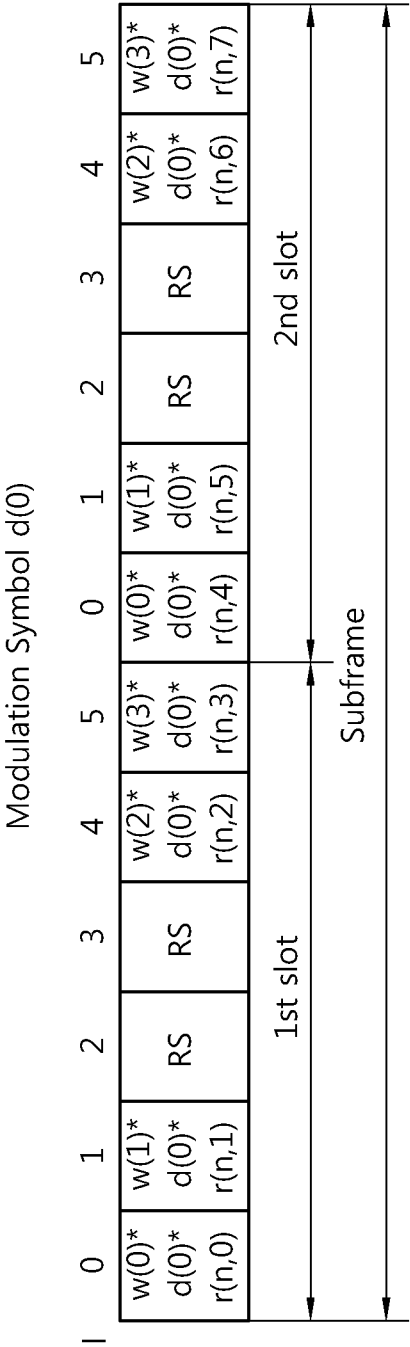 Modulation Symbol d(0)
l 0 1 2 3 4 5 0 1 2 3 4 5
w(0)* d(0)* r(n,0)
w(1)* d(0)* r(n,1)
RS
RS
w(2)* d(0)* r(n,2)
w(3)* d(0)* r(n,3)
w(0)* d(0)* r(n,4)
w(1)* d(0)* r(n,5)
RS
RS
w(2)* d(0)* r(n,6)
w(3)* d(0)* r(n,7)
1st slot
2nd slot
Subframe